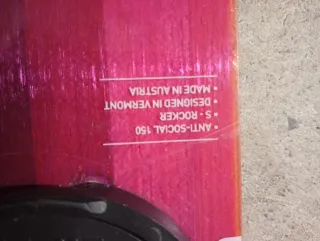 • ANTI-SOCIAL 150
• S - ROCKER
• DESIGNED IN VERMONT
• MADE IN AUSTRIA